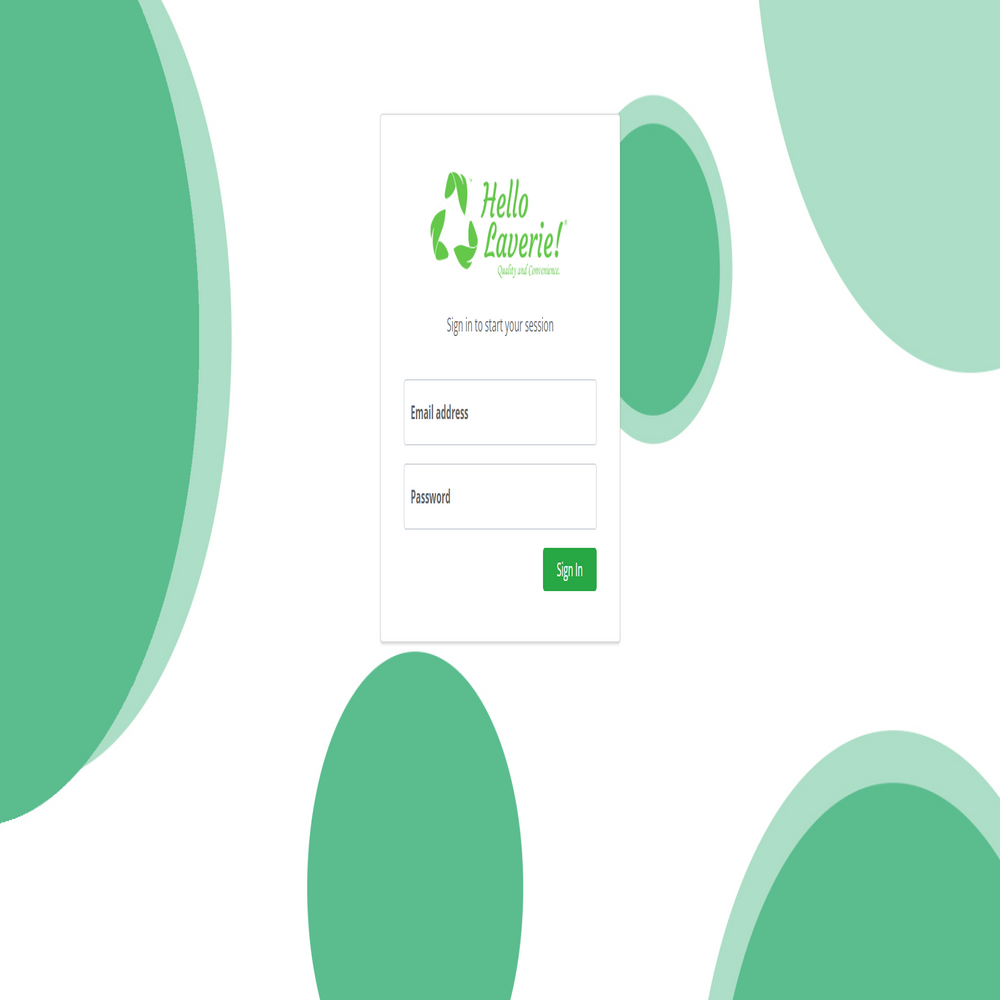 Hello
Laverie!
Quality and Convenience.
Sign in to start your session
Email address
Password
Sign In